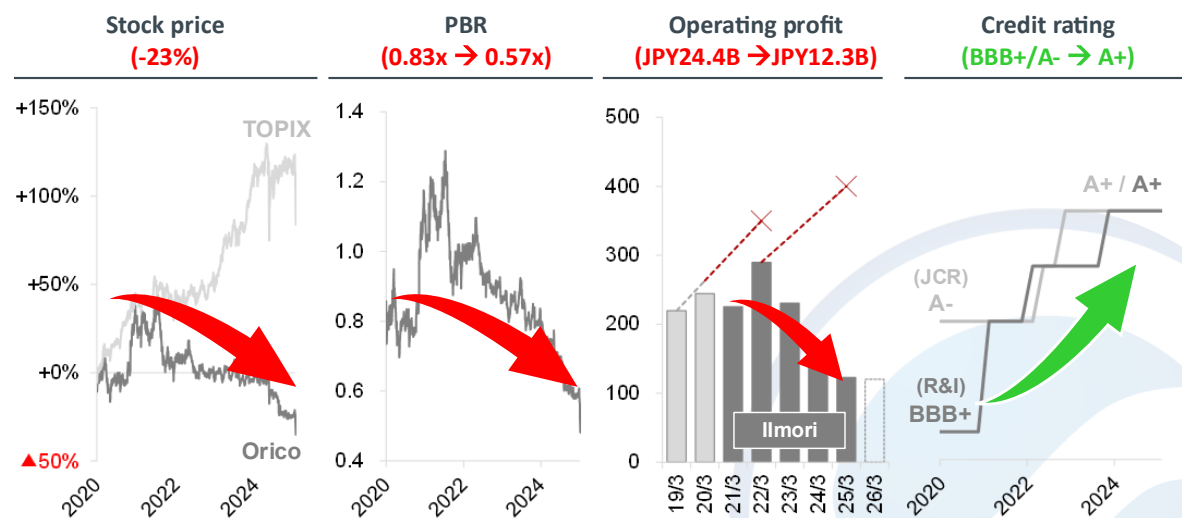 Stock price
(-23%)
PBR
(0.83x → 0.57x)
Operating profit
(JPY24.4B →JPY12.3B)
Credit rating
(BBB+/A- → A+)
+150%
+100%
+50%
+0%
▲50%
TOPIX
Orico
2020
2022
2024
1.4
1.2
1.0
0.8
0.6
0.4
2020
2022
2024
500
400
300
200
100
0
Ilmori
19/3
20/3
21/3
22/3
23/3
24/3
25/3
26/3
A+ / A+
(JCR)
A-
(R&I)
BBB+
2020
2022
2024